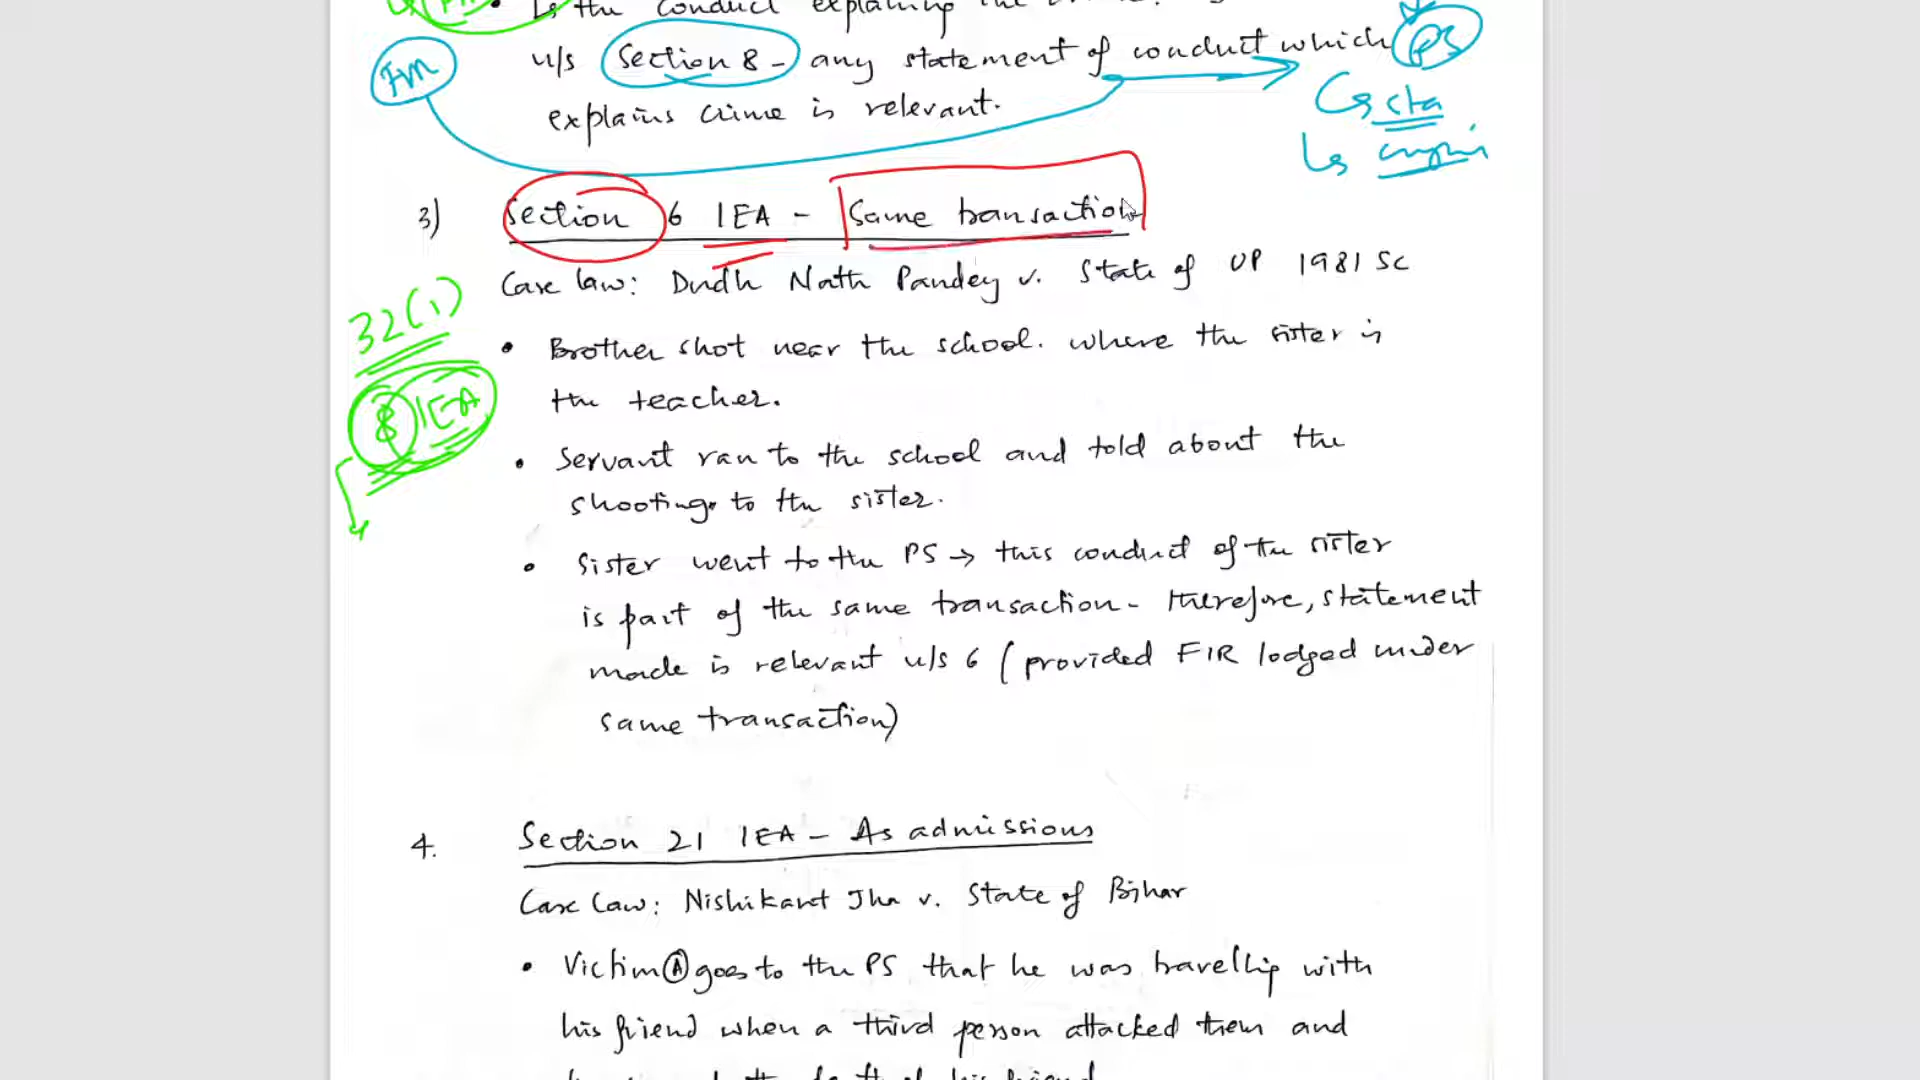 Is the conduct explaining the
u/s Section 8 - any statement of conduct which
PS
explains crime is relevant.
3) Section 6 IEA - Same transaction
Case law: Dudh Nath Pandey v. State of UP 1981 SC
32(1)
8 IEA
• Brother shot near the school. where the sister is
the teacher.
• Servant ran to the school and told about the
shooting to the sister.
• Sister went to the PS → this conduct of the sister
is part of the same transaction - therefore, statement
made is relevant u/s 6 (provided FIR lodged under
same transaction)
4. Section 21 IEA - As admissions
Case Law: Nishikant Jha v. State of Bihar
• Victim A goes to the PS that he was travellip with
his friend when a third person attacked them and